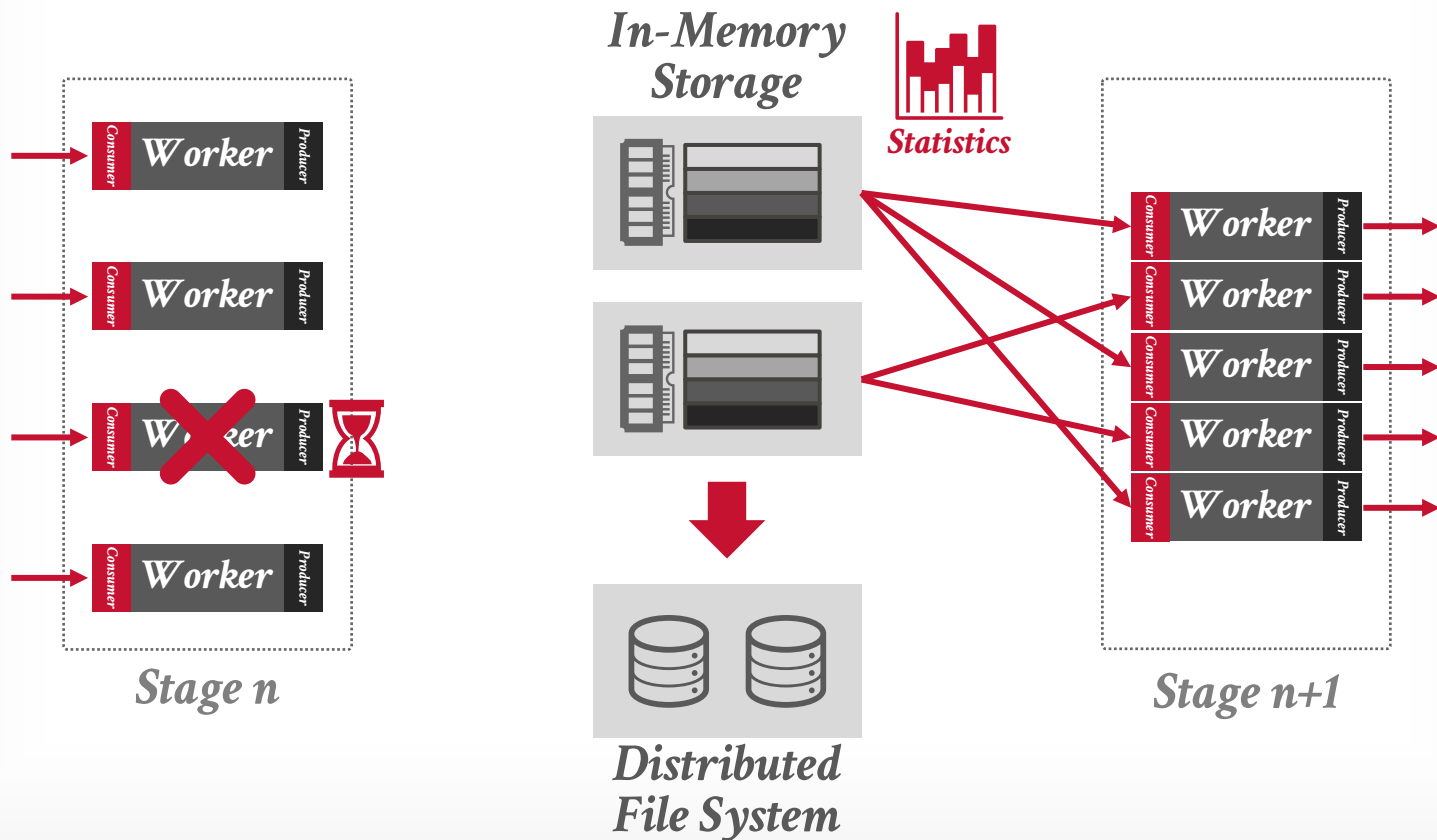 In-Memory
Storage
Statistics
Consumer Worker Producer
Consumer Worker Producer
Consumer Worker Producer
Consumer Worker Producer
Stage n
Consumer Worker Producer
Consumer Worker Producer
Consumer Worker Producer
Consumer Worker Producer
Consumer Worker Producer
Stage n+1
Distributed
File System